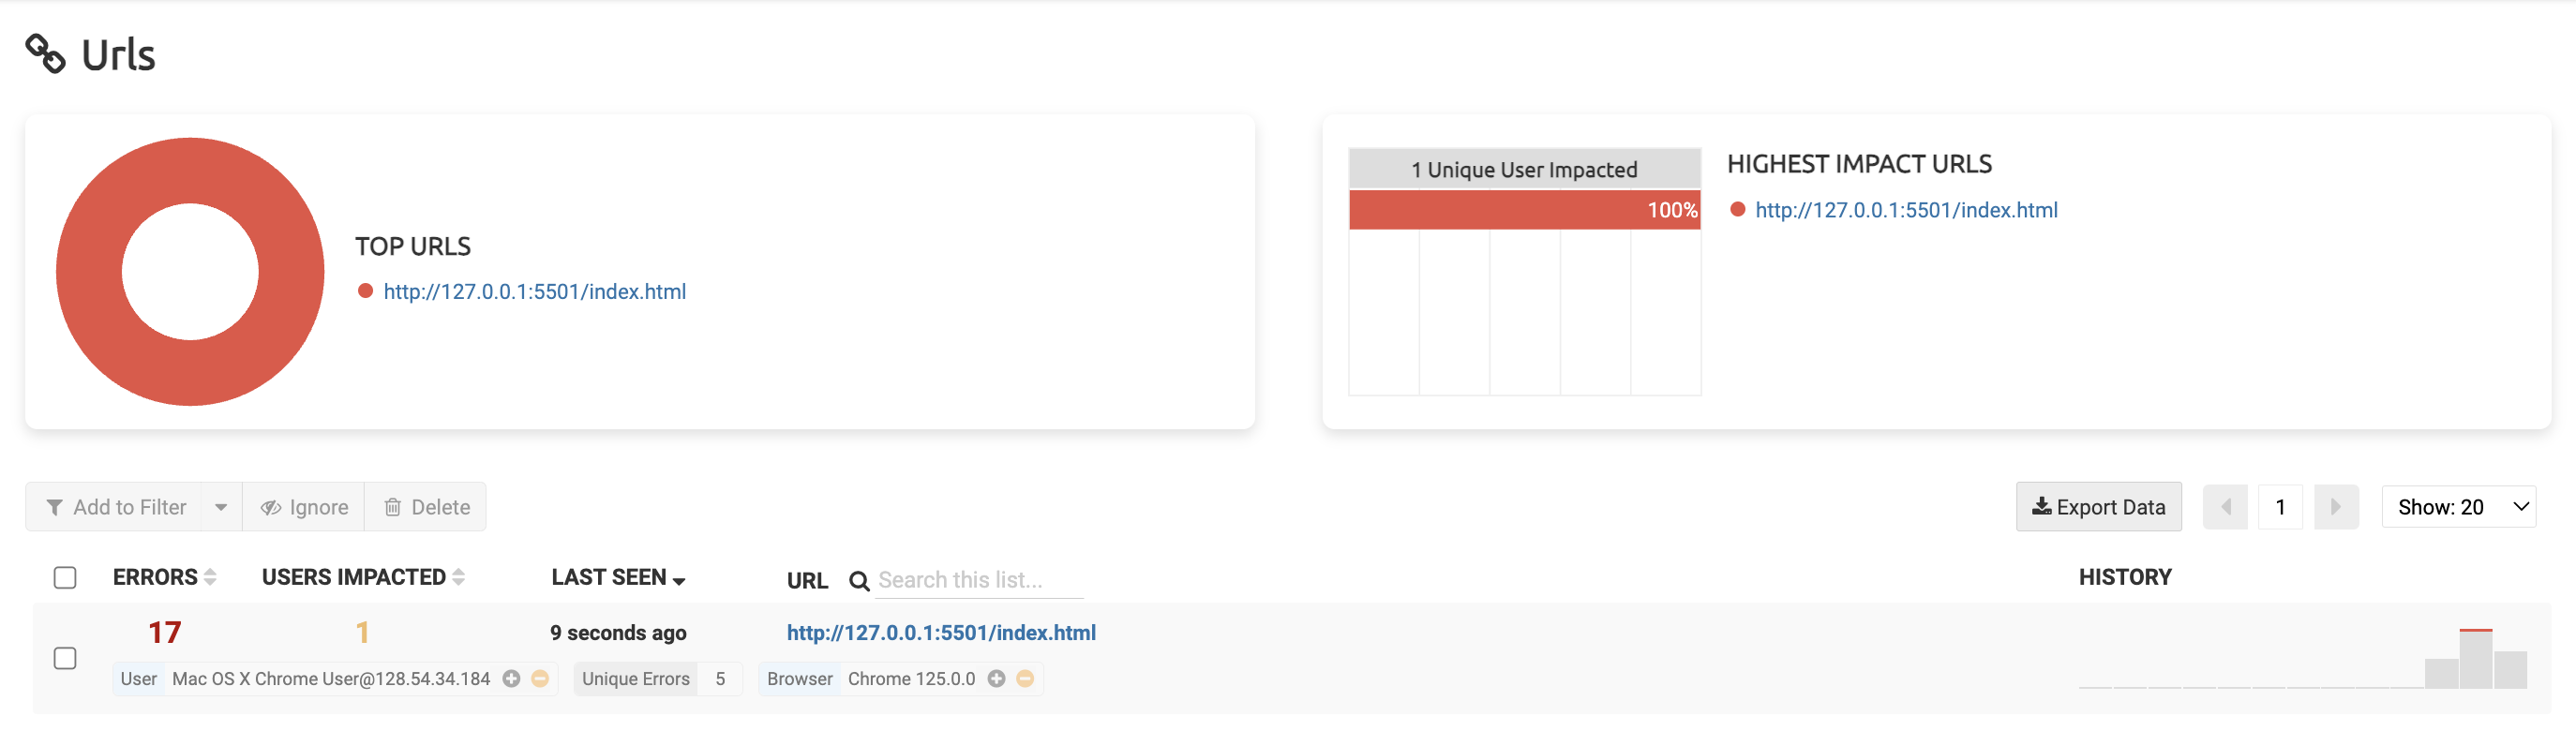 Urls
TOP URLS
http://127.0.0.1:5501/index.html
1 Unique User Impacted
100%
HIGHEST IMPACT URLS
http://127.0.0.1:5501/index.html
Add to Filter Ignore Delete
Export Data 1 Show: 20
ERRORS USERS IMPACTED LAST SEEN URL Search this list... HISTORY
17 1 9 seconds ago http://127.0.0.1:5501/index.html
User Mac OS X Chrome User@128.54.34.184 Unique Errors 5 Browser Chrome 125.0.0